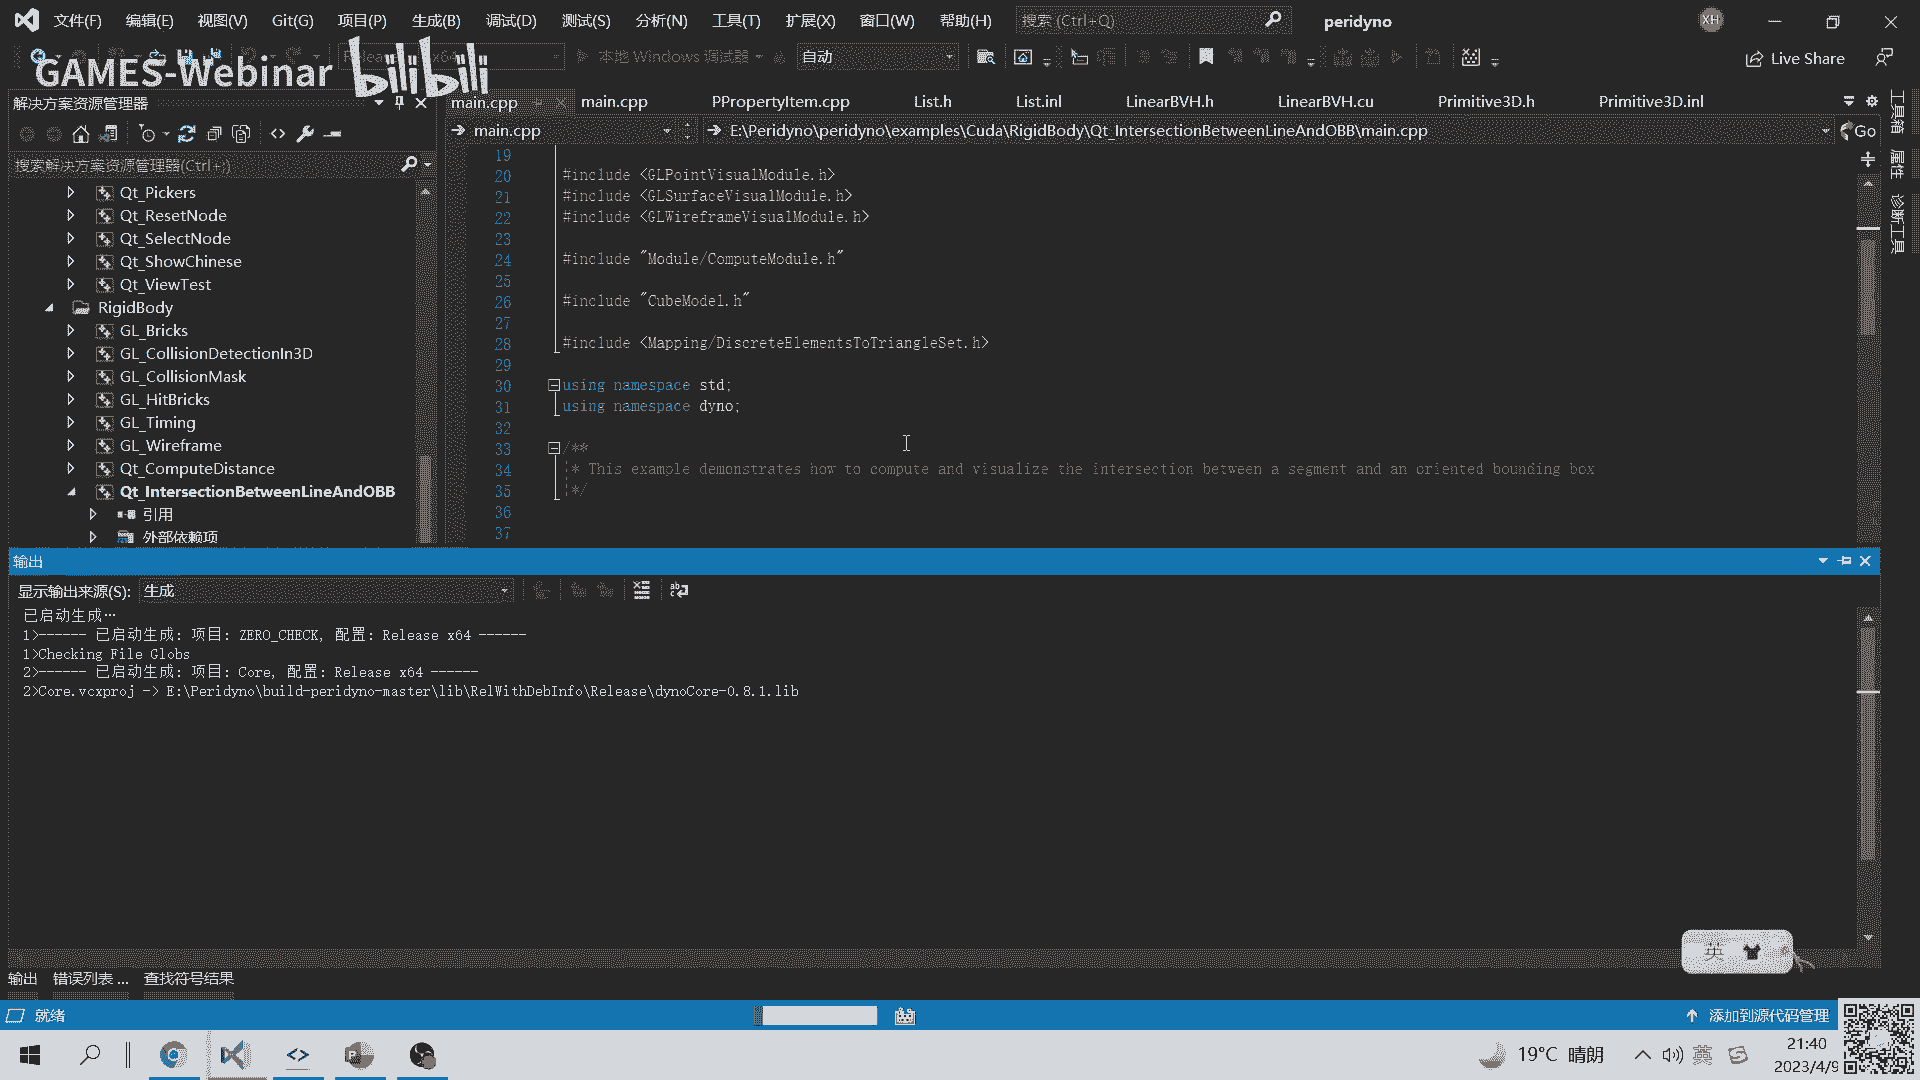 文件(F) 编辑(E) 视图(V) Git(G) 项目(P) 生成(B) 调试(D) 测试(S) 分析(N) 工具(T) 扩展(X) 窗口(W) 帮助(H) 搜索 (Ctrl+Q) peridyno XH
本地 Windows 调试器 自动 Live Share
GAMES-Webinar bilibili
解决方案资源管理器
main.cpp main.cpp PPropertyItem.cpp List.h List.inl LinearBVH.h LinearBVH.cu Primitive3D.h Primitive3D.inl
main.cpp E:\Peridyno\peridyno\examples\Cuda\RigidBody\Qt_IntersectionBetweenLineAndOBB\main.cpp Go
搜索解决方案资源管理器(Ctrl+;)
Qt_Pickers
Qt_ResetNode
Qt_SelectNode
Qt_ShowChinese
Qt_ViewTest
RigidBody
GL_Bricks
GL_CollisionDetectionIn3D
GL_CollisionMask
GL_HitBricks
GL_Timing
GL_Wireframe
Qt_ComputeDistance
Qt_IntersectionBetweenLineAndOBB
引用
外部依赖项
19
20 #include <GLPointVisualModule.h>
21 #include <GLSurfaceVisualModule.h>
22 #include <GLWireframeVisualModule.h>
23
24 #include "Module/ComputeModule.h"
25
26 #include "CubeModel.h"
27
28 #include <Mapping/DiscreteElementsToTriangleSet.h>
29
30 using namespace std;
31 using namespace dyno;
32
33 /**
34 * This example demonstrates how to compute and visualize the intersection between a segment and an oriented bounding box
35 */
36
37
工具箱
属性
诊断工具
输出
显示输出来源(S): 生成
已启动生成…
1>------ 已启动生成: 项目: ZERO_CHECK, 配置: Release x64 ------
1>Checking File Globs
2>------ 已启动生成: 项目: Core, 配置: Release x64 ------
2>Core.vcxproj -> E:\Peridyno\build-peridyno-master\lib\RelWithDebInfo\Release\dynoCore-0.8.1.lib
英
输出 错误列表 ... 查找符号结果
就绪 添加到源代码管理
19°C 晴朗 英 21:40
2023/4/9